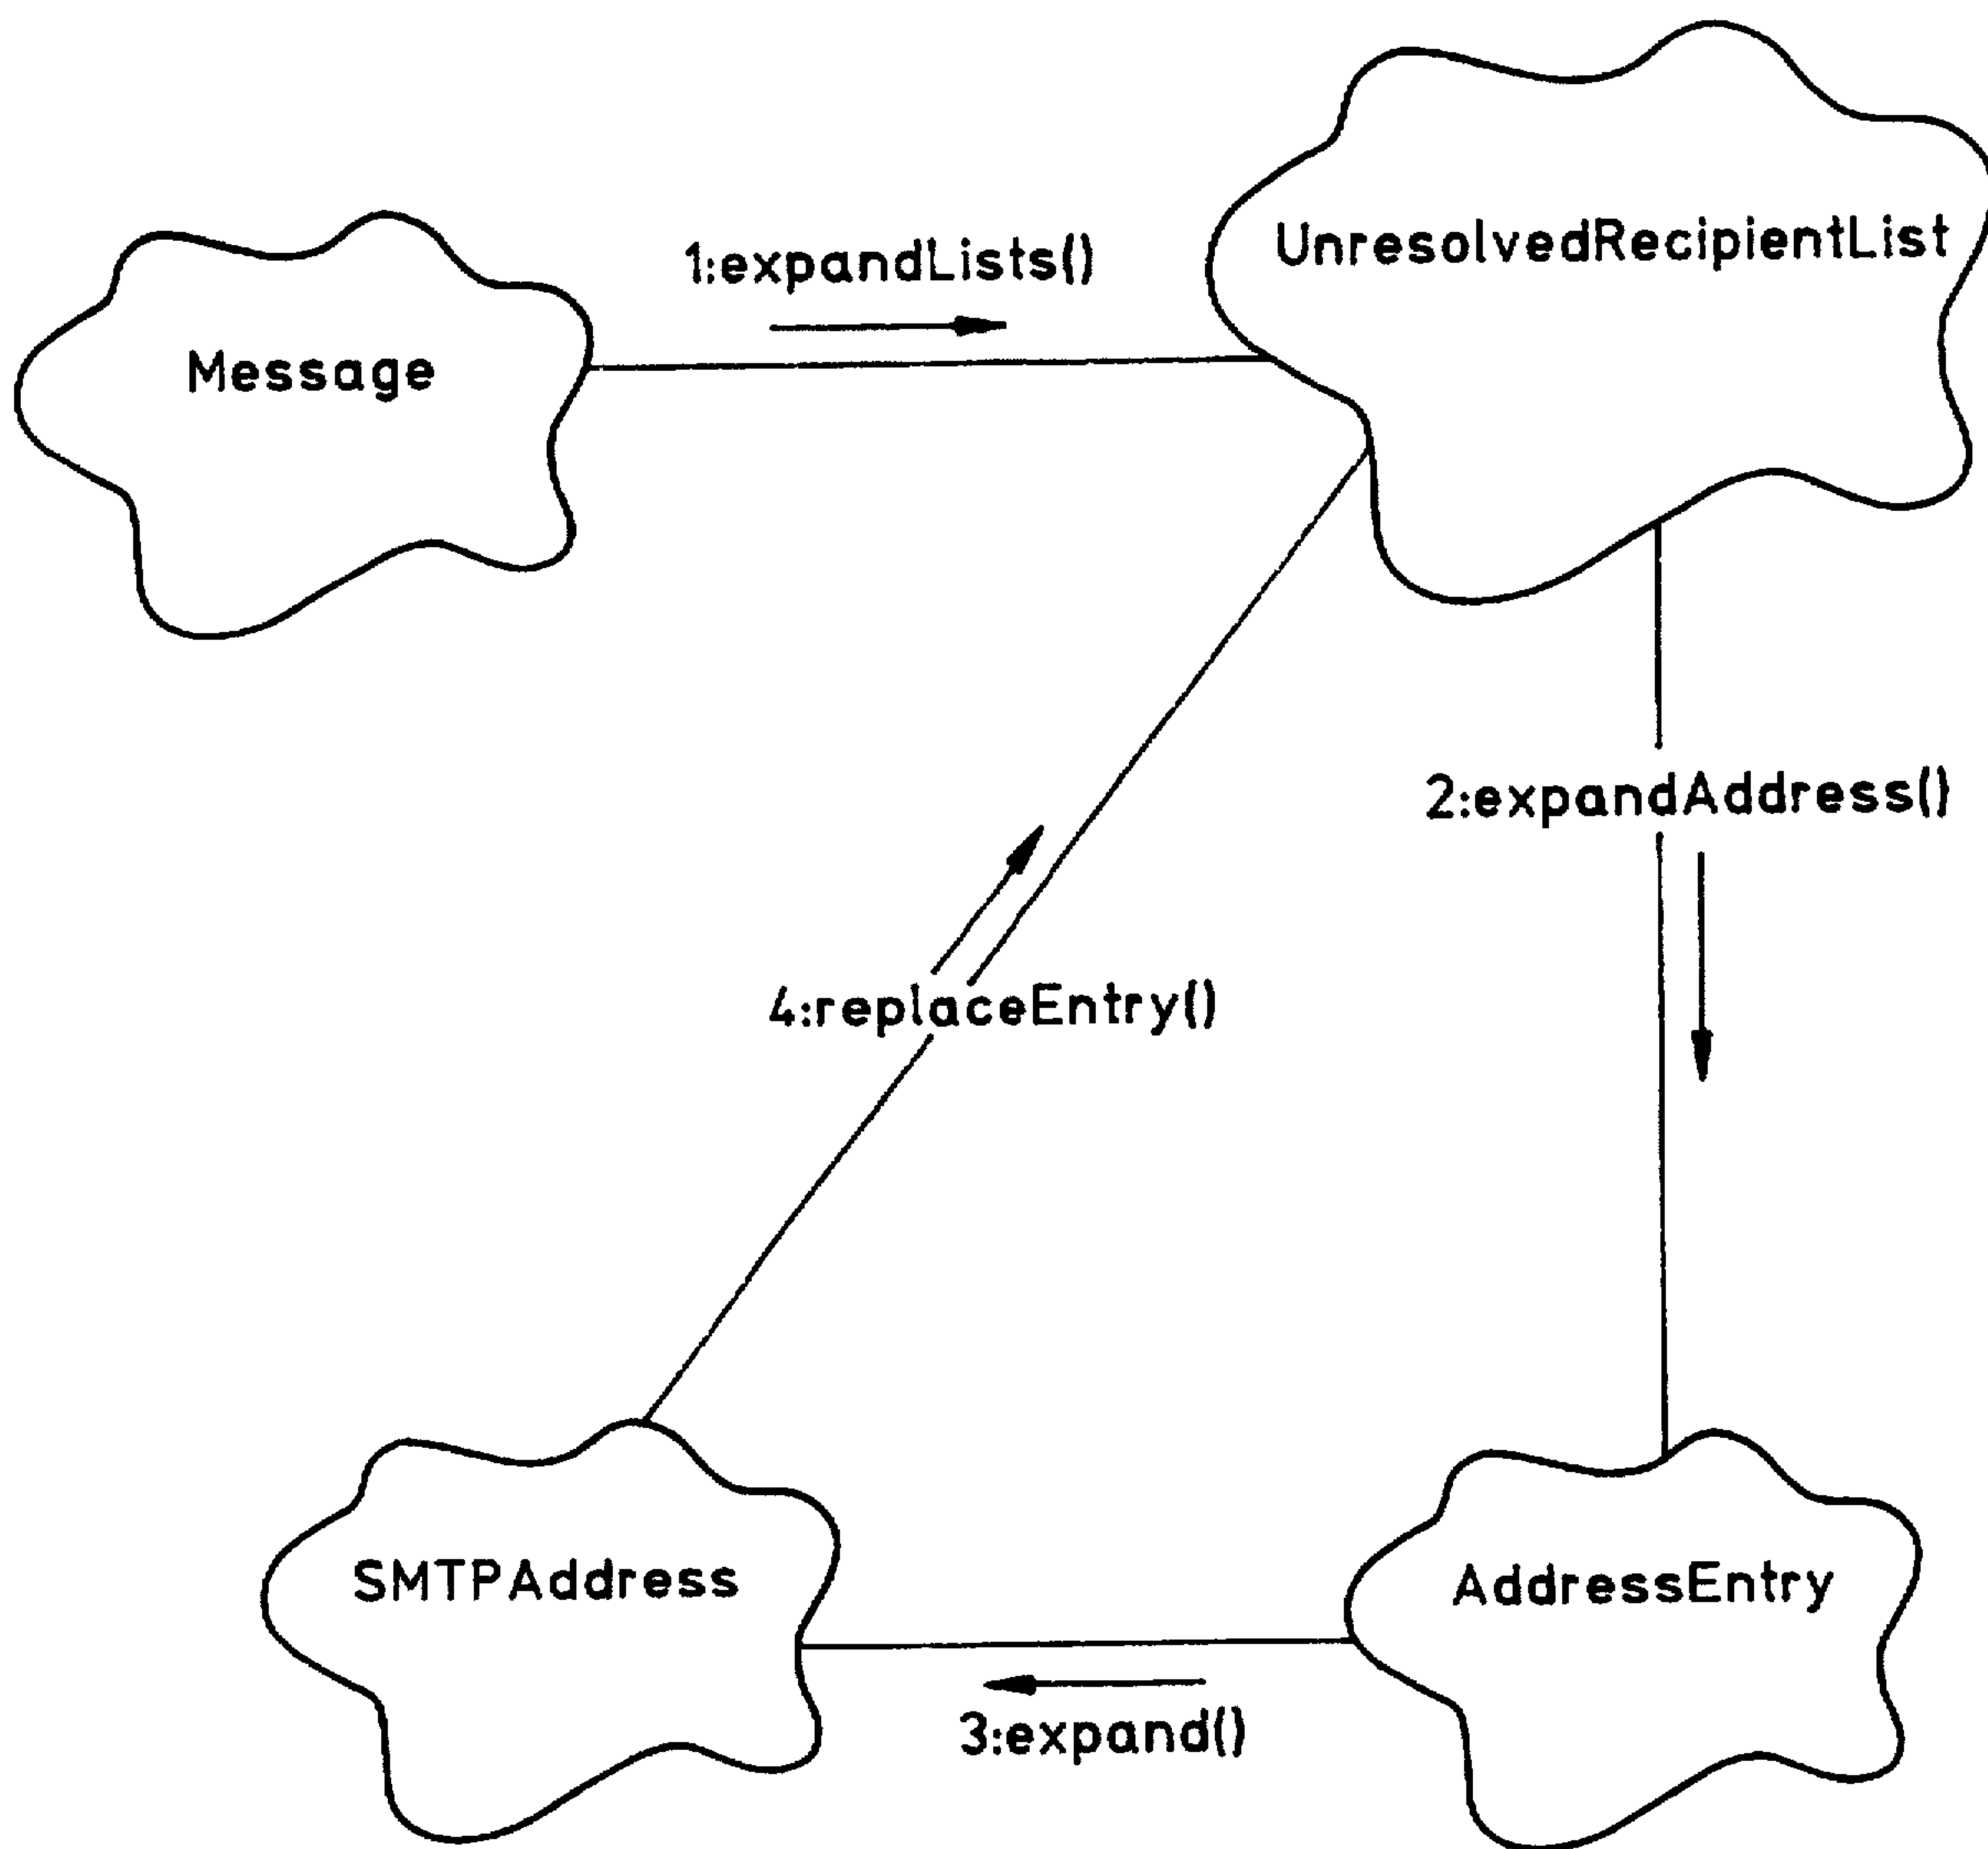 UnresolvedRecipientList
1:expandLists()
Message
2:expandAddress()
4:replaceEntry()
SMTPAddress
AddressEntry
3:expand()